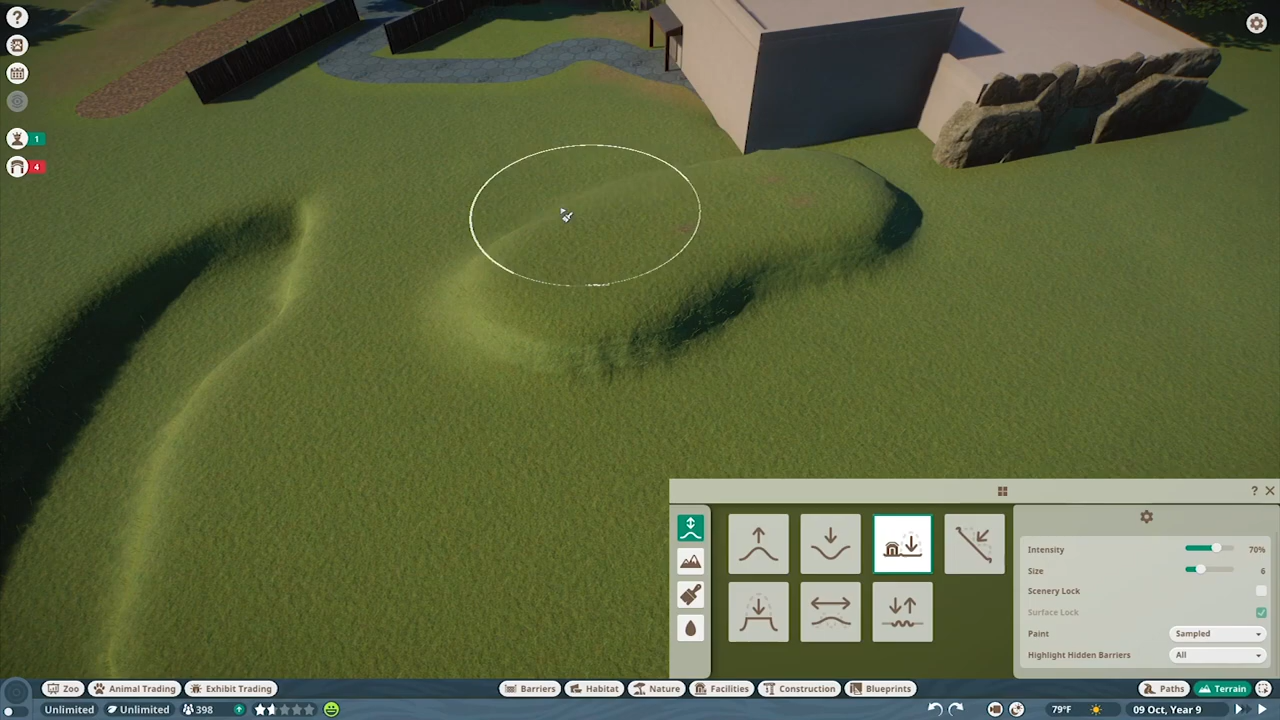 ?
1
4
? ×
Intensity 70%
Size 6
Scenery Lock
Surface Lock
Paint Sampled
Highlight Hidden Barriers All
Zoo Animal Trading Exhibit Trading Barriers Habitat Nature Facilities Construction Blueprints Paths Terrain
Unlimited Unlimited 398 79°F 09 Oct, Year 9